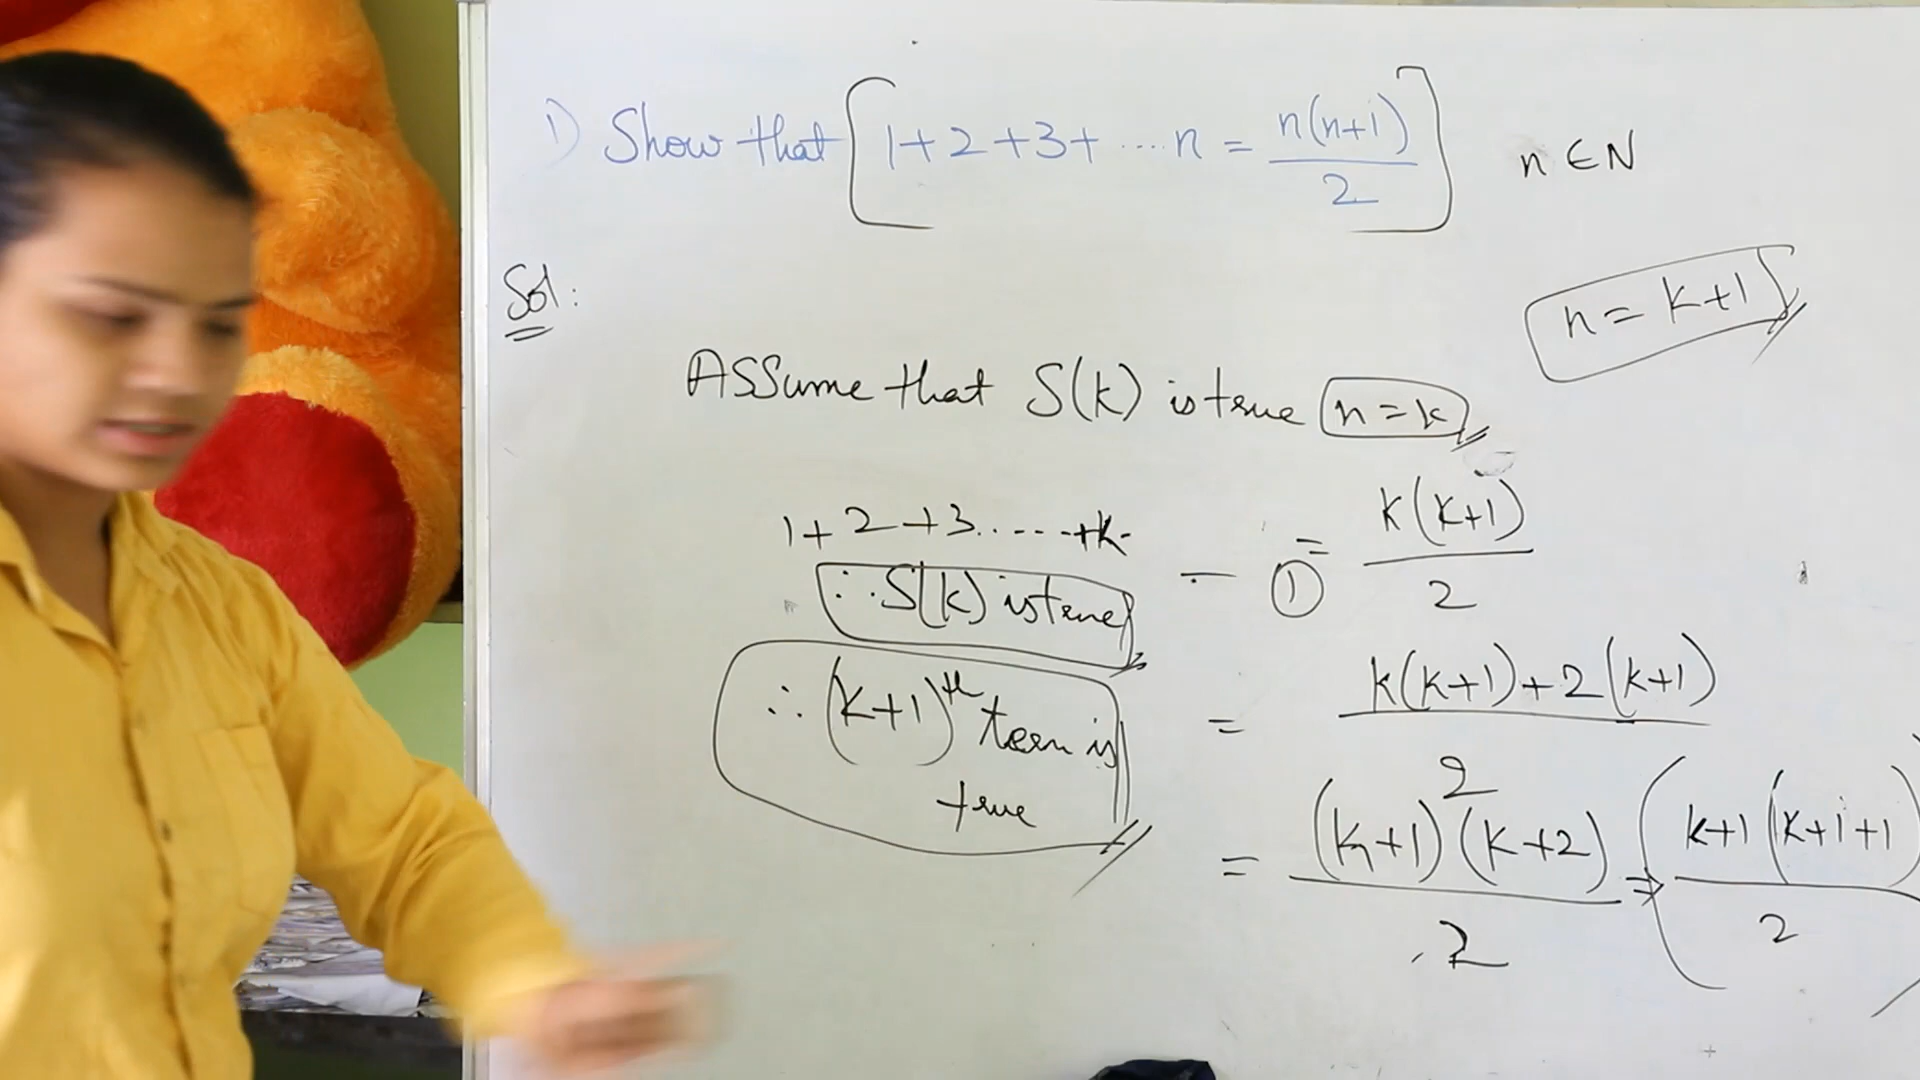 1) Show that [1+2+3+ ....n = n(n+1)/2] n ∈ N
Sol:
n = k+1
Assume that S(k) is true n = k
1+2+3.....+k. = k(k+1)/2
∴ S(k) is true - ①
= k(k+1)+2(k+1)/2
∴ (k+1)th term is
true
= (k+1)(k+2)/2 ⇒ (k+1(k+1+1)/2